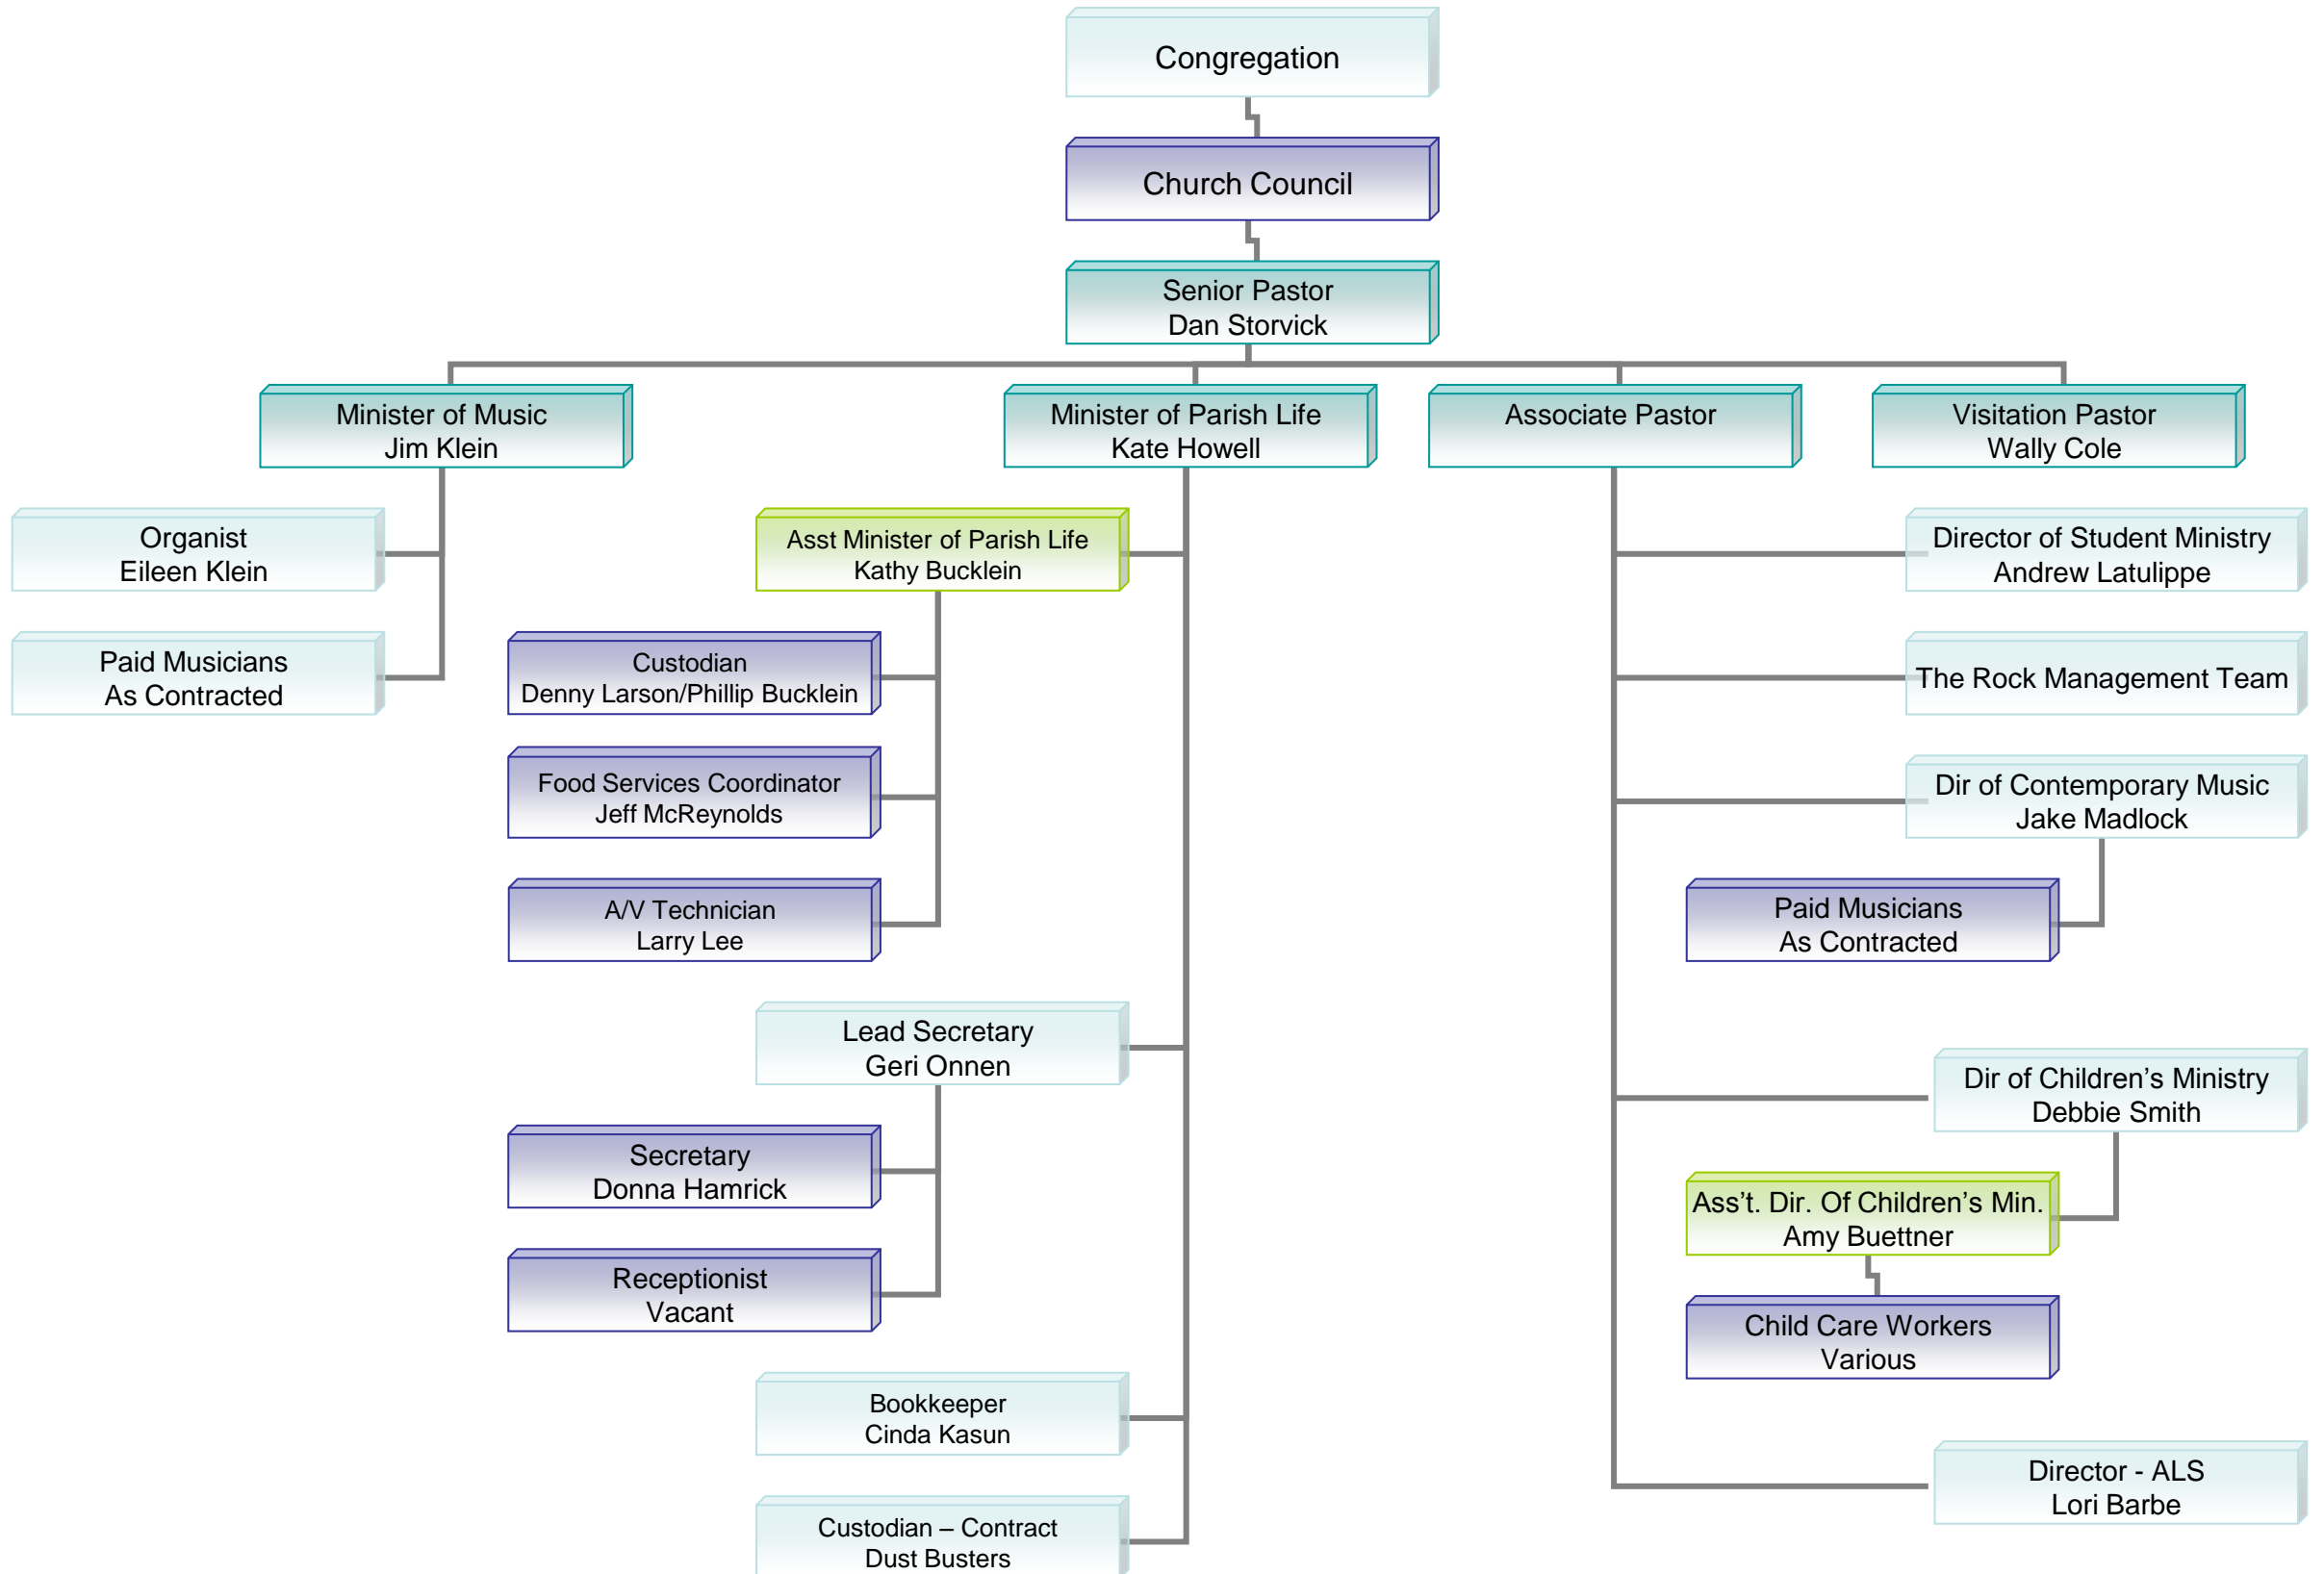 Congregation
Church Council
Senior Pastor
Dan Storvick
Minister of Music
Jim Klein
Minister of Parish Life
Kate Howell
Associate Pastor
Visitation Pastor
Wally Cole
Organist
Eileen Klein
Paid Musicians
As Contracted
Asst Minister of Parish Life
Kathy Bucklein
Custodian
Denny Larson/Phillip Bucklein
Food Services Coordinator
Jeff McReynolds
A/V Technician
Larry Lee
Lead Secretary
Geri Onnen
Secretary
Donna Hamrick
Receptionist
Vacant
Bookkeeper
Cinda Kasun
Custodian – Contract
Dust Busters
Director of Student Ministry
Andrew Latulippe
The Rock Management Team
Dir of Contemporary Music
Jake Madlock
Paid Musicians
As Contracted
Dir of Children’s Ministry
Debbie Smith
Ass’t. Dir. Of Children’s Min.
Amy Buettner
Child Care Workers
Various
Director - ALS
Lori Barbe